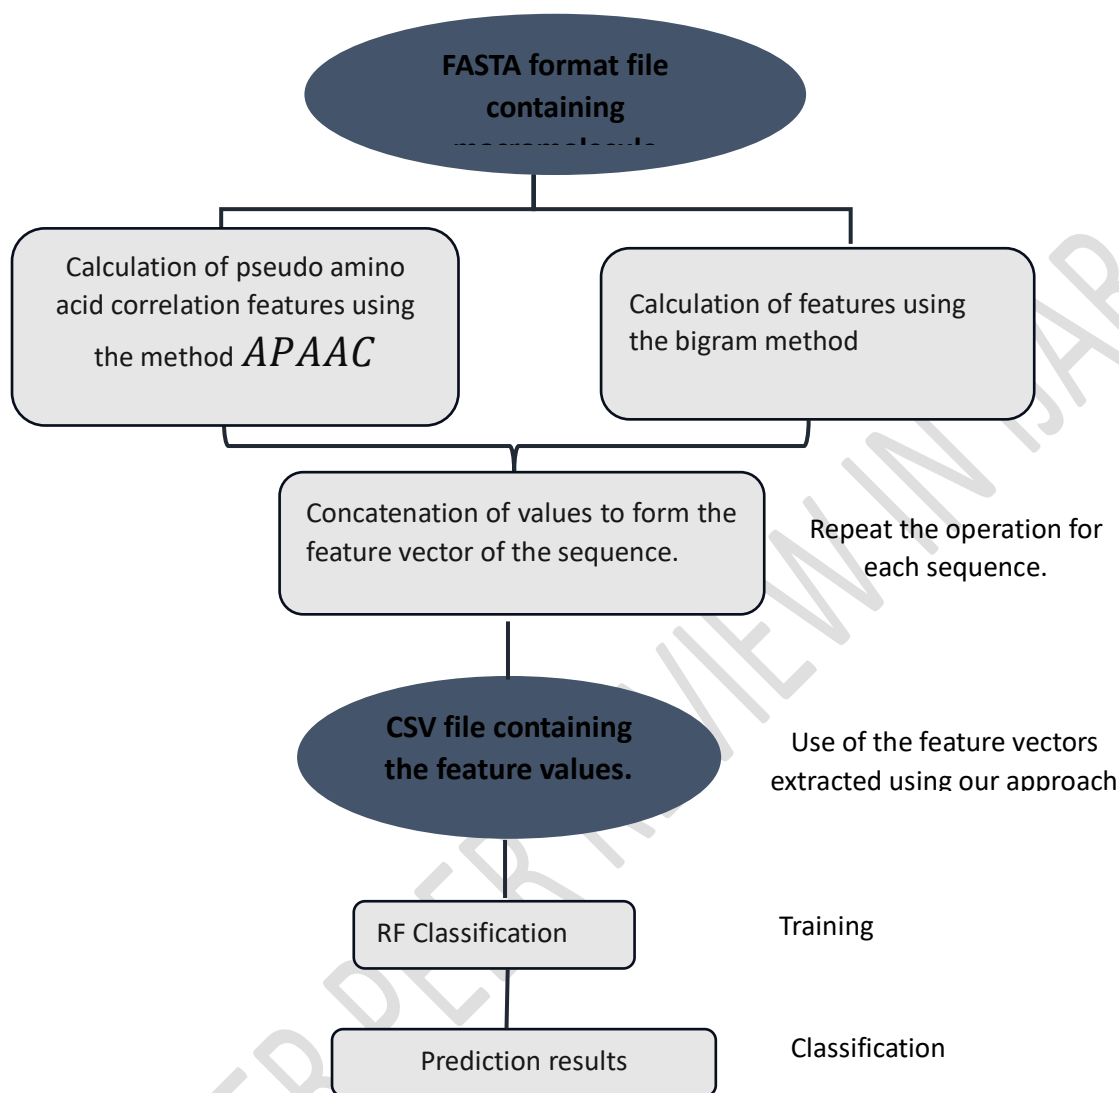 FASTA format file
containing
macromolecule
Calculation of pseudo amino
acid correlation features using
the method APAAC
Calculation of features using
the bigram method
Concatenation of values to form the
feature vector of the sequence.
Repeat the operation for
each sequence.
CSV file containing
the feature values.
Use of the feature vectors
extracted using our approach
RF Classification
Training
Prediction results
Classification
IN IJAR